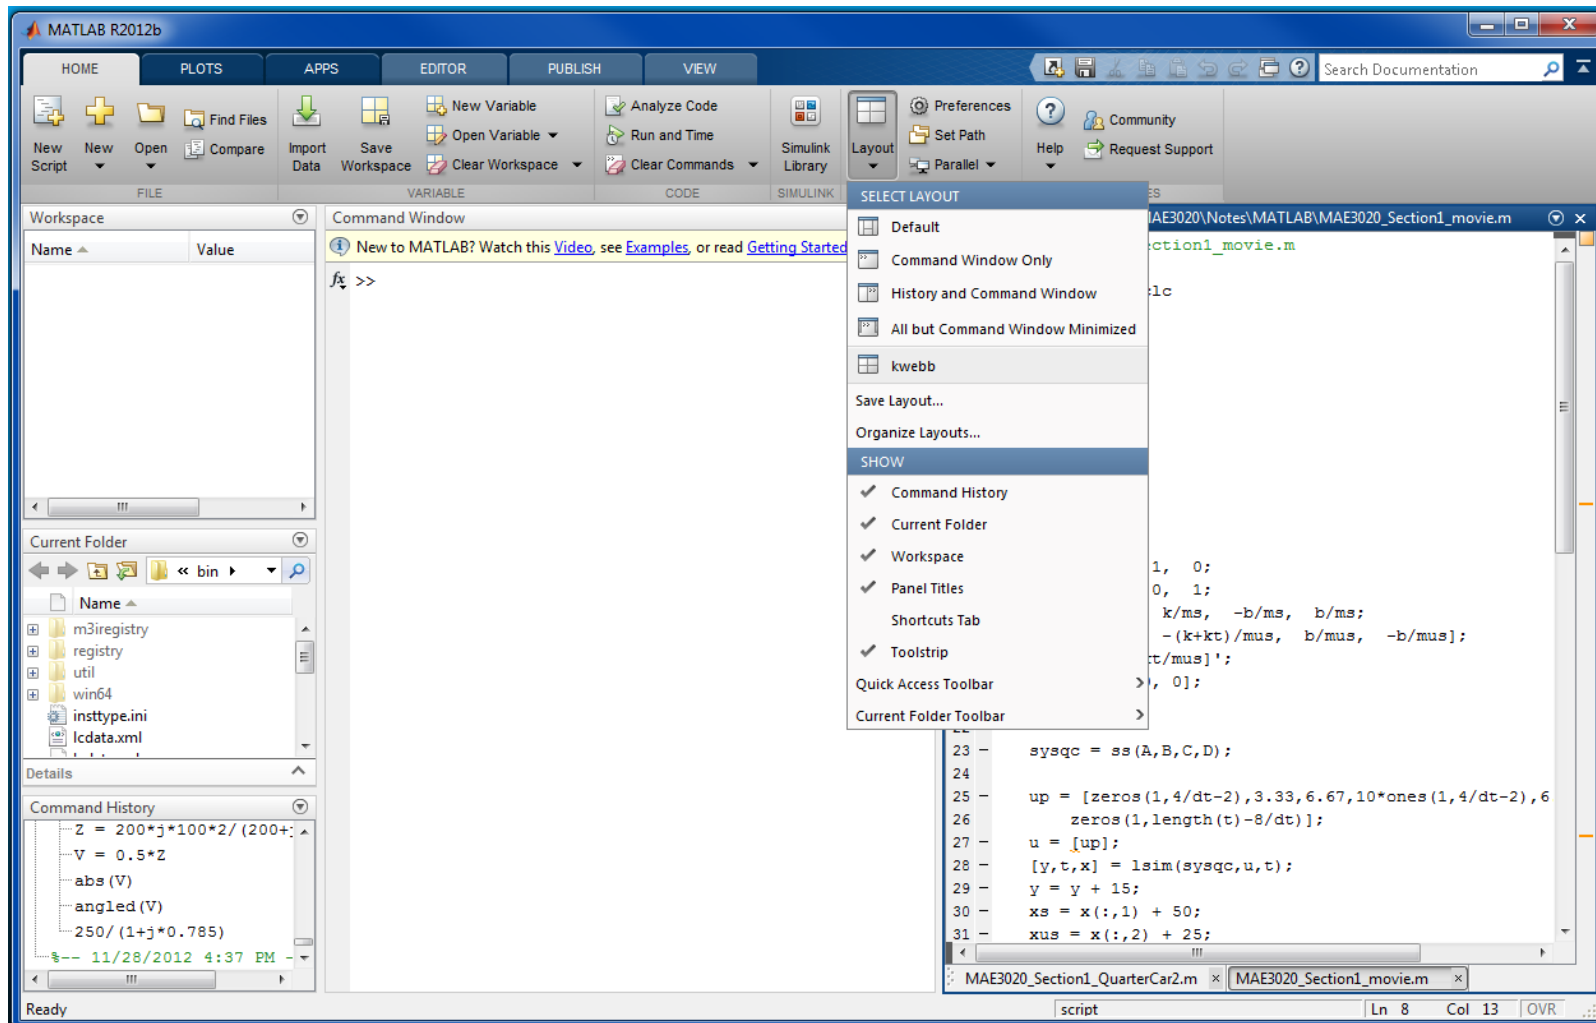 MATLAB R2012b
HOME PLOTS APPS EDITOR PUBLISH VIEW
Search Documentation
New Script
New
Open
Find Files
Compare
FILE
Import Data
Save Workspace
New Variable
Open Variable
Clear Workspace
VARIABLE
Analyze Code
Run and Time
Clear Commands
CODE
Simulink Library
SIMULINK
Layout
Preferences
Set Path
Parallel
Help
Community
Request Support
ES
Workspace
Name Value
Command Window
New to MATLAB? Watch this Video, see Examples, or read Getting Started
fx >>
SELECT LAYOUT
Default
Command Window Only
History and Command Window
All but Command Window Minimized
kwebb
Save Layout...
Organize Layouts...
SHOW
Command History
Current Folder
Workspace
Panel Titles
Shortcuts Tab
Toolstrip
Quick Access Toolbar
Current Folder Toolbar
Current Folder
« bin
Name
m3iregistry
registry
util
win64
insttype.ini
lcdata.xml
Details
Command History
Z = 200*j*100*2/(200+j
V = 0.5*Z
abs(V)
angled(V)
250/(1+j*0.785)
%-- 11/28/2012 4:37 PM -
AE3020\Notes\MATLAB\MAE3020_Section1_movie.m
ction1_movie.m
clc
1, 0;
0, 1;
k/ms, -b/ms, b/ms;
-(k+kt)/mus, b/mus, -b/mus];
kt/mus]';
, 0];
22
23 - sysqc = ss(A,B,C,D);
24
25 - up = [zeros(1,4/dt-2),3.33,6.67,10*ones(1,4/dt-2),6
26 zeros(1,length(t)-8/dt)];
27 - u = [up];
28 - [y,t,x] = lsim(sysqc,u,t);
29 - y = y + 15;
30 - xs = x(:,1) + 50;
31 - xus = x(:,2) + 25;
MAE3020_Section1_QuarterCar2.m × MAE3020_Section1_movie.m ×
Ready
script
Ln 8 Col 13 OVR